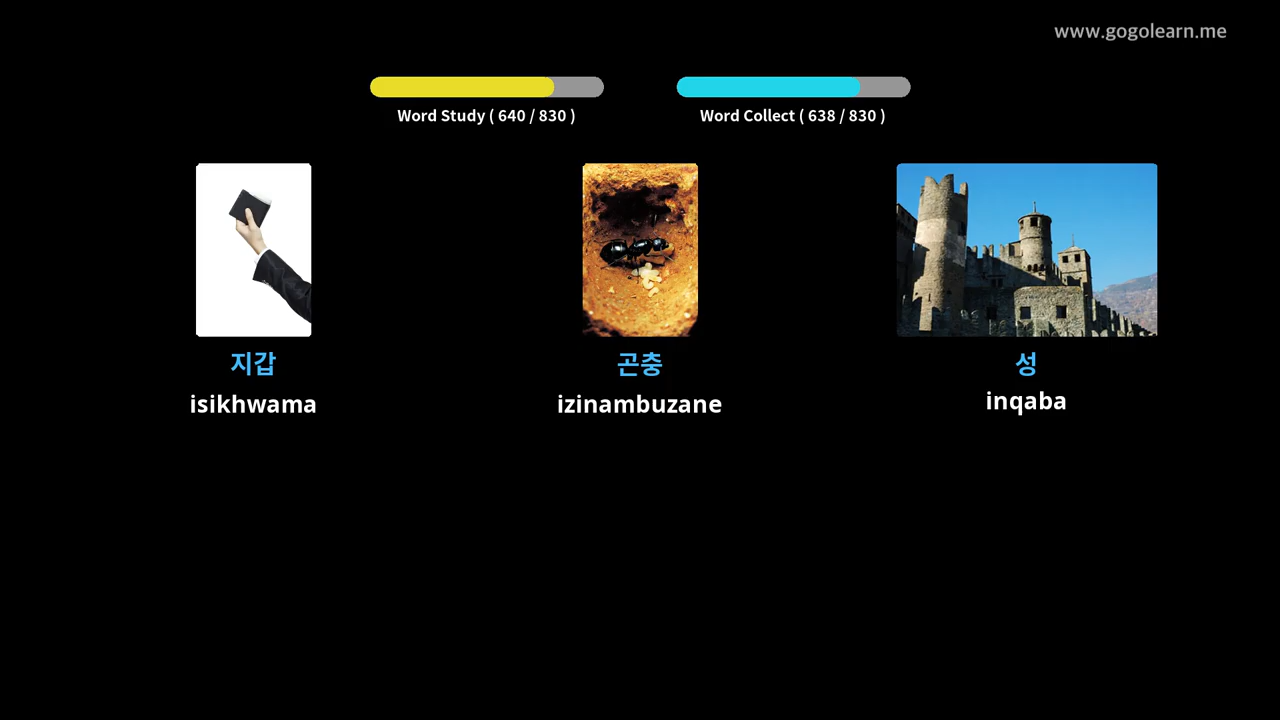 www.gogolearn.me
Word Study ( 640 / 830 )
Word Collect ( 638 / 830 )
지갑
isikhwama
곤충
izinambuzane
성
inqaba